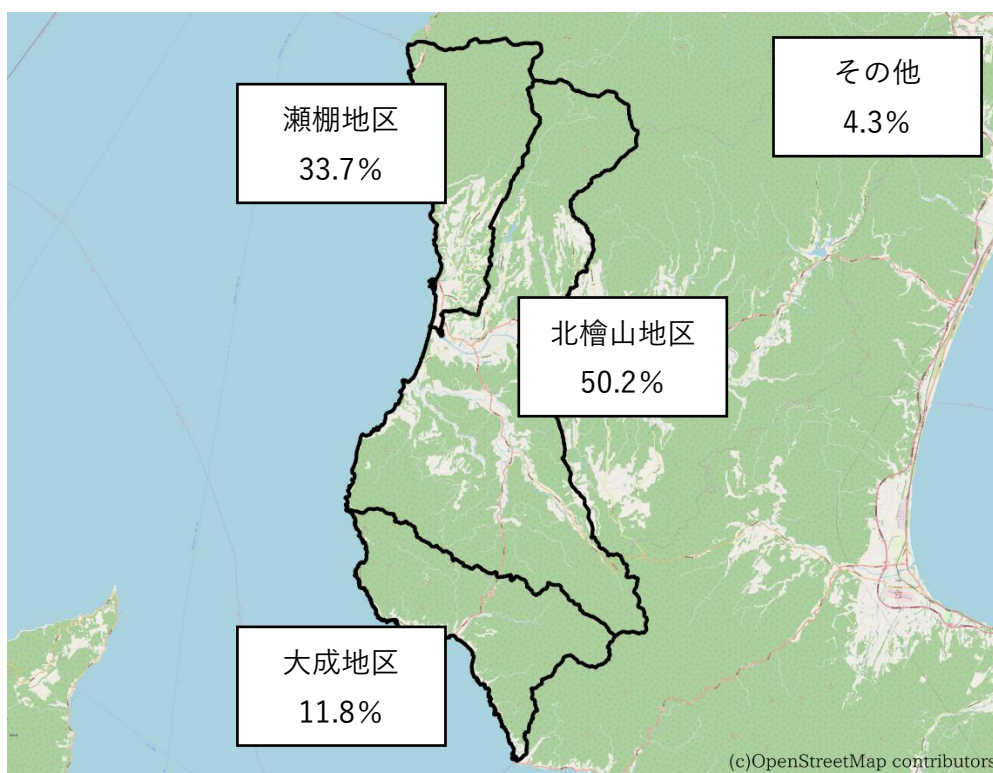 その他
4.3%
瀬棚地区
33.7%
北檜山地区
50.2%
大成地区
11.8%
(c)OpenStreetMap contributors